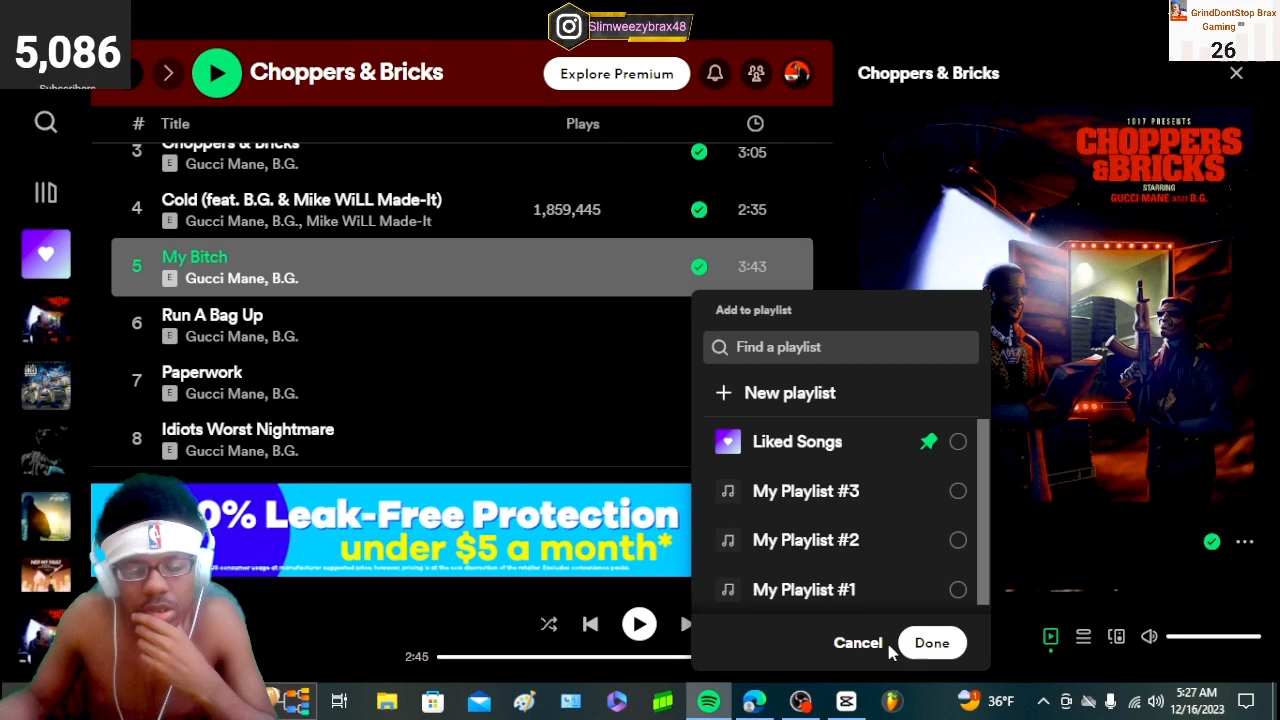 5,086
Subscribers
Slimweezybrax48
GrindDontStop Brax
Gaming
26
Choppers & Bricks
Explore Premium
Choppers & Bricks
# Title Plays
3 Choppers & Bricks 3:05
E Gucci Mane, B.G.
4 Cold (feat. B.G. & Mike WiLL Made-It) 1,859,445 2:35
E Gucci Mane, B.G., Mike WiLL Made-It
5 My Bitch 3:43
E Gucci Mane, B.G.
6 Run A Bag Up
E Gucci Mane, B.G.
7 Paperwork
E Gucci Mane, B.G.
8 Idiots Worst Nightmare
E Gucci Mane, B.G.
1017 PRESENTS
CHOPPERS
&BRICKS
STARRING
GUCCI MANE AND B.G.
Add to playlist
Find a playlist
New playlist
Liked Songs
My Playlist #3
My Playlist #2
My Playlist #1
Cancel Done
0% Leak-Free Protection
under $5 a month*
2:45
36°F
5:27 AM
12/16/2023